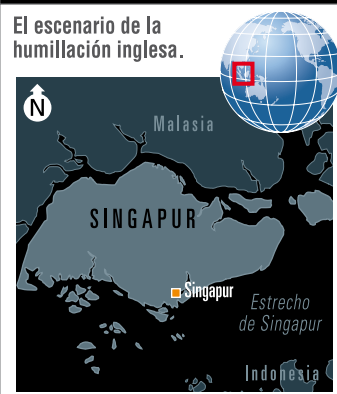 El escenario de la
humillación inglesa.
N
Malasia
SINGAPUR
Singapur
Estrecho
de Singapur
Indonesia